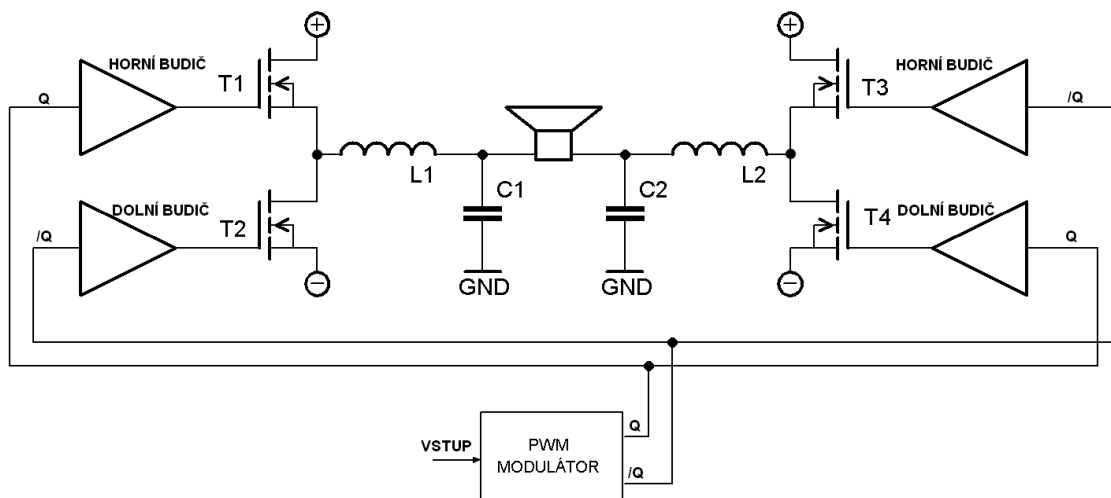 HORNÍ BUDIČ
HORNÍ BUDIČ
T1
T3
Q
/Q
L1
L2
C1
C2
DOLNÍ BUDIČ
DOLNÍ BUDIČ
T2
T4
/Q
Q
GND
GND
VSTUP
PWM
MODULÁTOR
Q
/Q